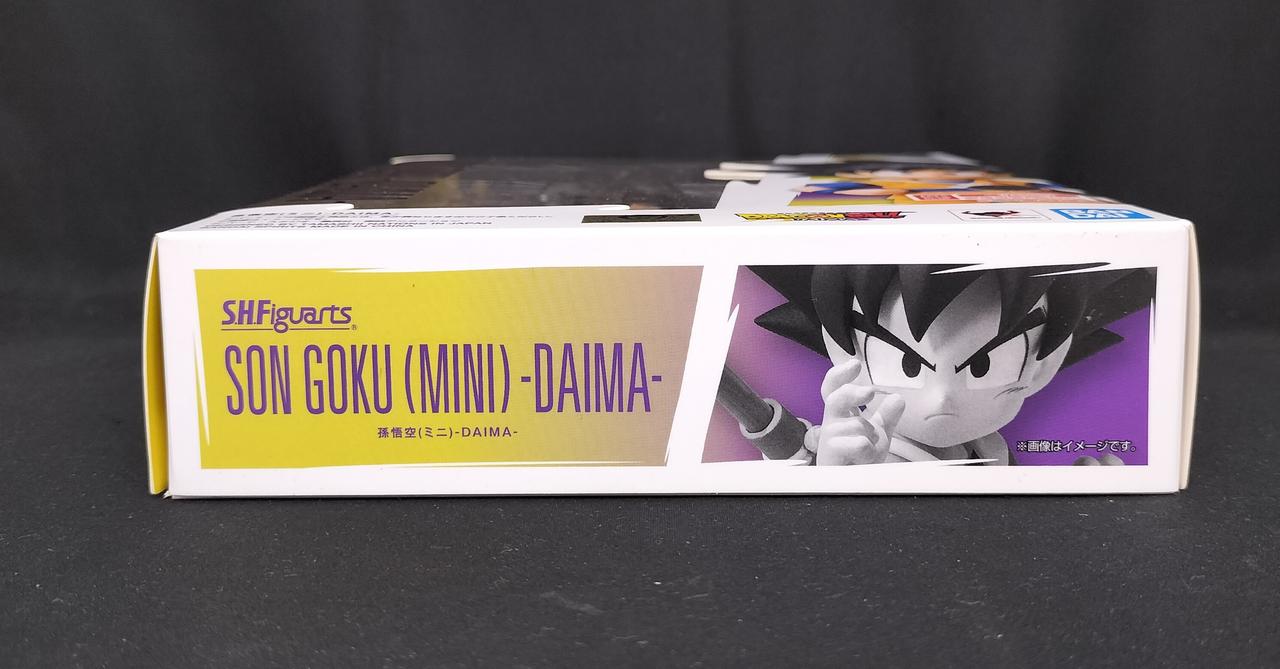 BANDAI
S.H.Figuarts®
SON GOKU (MINI) -DAIMA-
孫悟空(ミニ)-DAIMA-
※画像はイメージです。